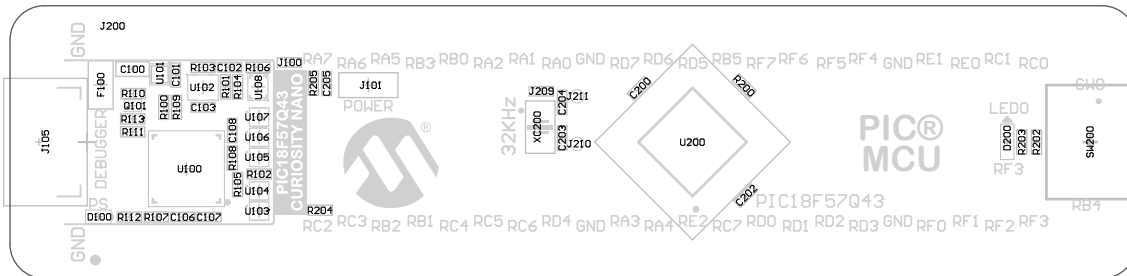 J200
GND RA7 RA6 RA5 RB3 RB0 RA2 RA1 RA0 GND RD7 RD6 RD5 RB5 RF7 RF6 RF5 RF4 GND RE1 RE0 RC1 RC0
F100 C100 U101 C101 R103 C102 R106 J100
U102 R101 R104 U108 R205 C205 J101 C200 R200 SW0
R110
Q101 R100 R109 C103 POWER J209 C204 J211 LED0
R113 U107
R111 C108 U106
J105 DEBUGGER U100 R108 U105 PIC18F57Q43 CURIOSITY NANO ® 32KHz XC200 C203 J210 U200 PIC® MCU D200 R203 R202 SW200
R105 R102 RF3
PS U104 C202 PIC18F57Q43 RB4
D100 R112 R107 C106 C107 U103 R204
GND RC2 RC3 RB2 RB1 RC4 RC5 RC6 RD4 GND RA3 RA4 RE2 RC7 RD0 RD1 RD2 RD3 GND RF0 RF1 RF2 RF3